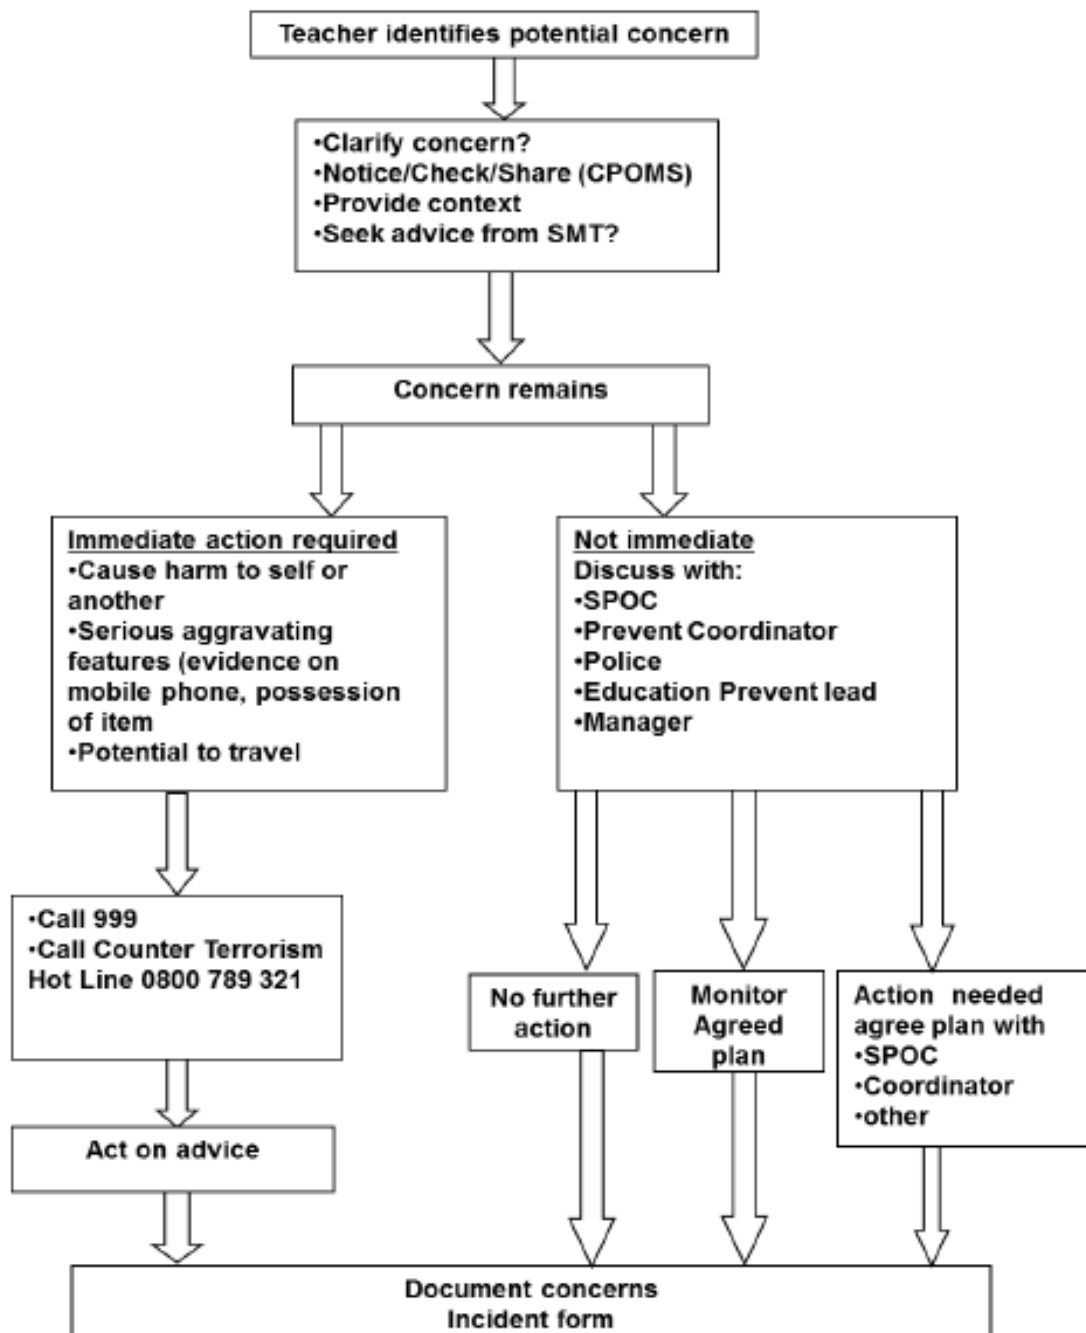 Teacher identifies potential concern
•Clarify concern?
•Notice/Check/Share (CPOMS)
•Provide context
•Seek advice from SMT?
Concern remains
Immediate action required
•Cause harm to self or
another
•Serious aggravating
features (evidence on
mobile phone, possession
of item
•Potential to travel
Not immediate
Discuss with:
•SPOC
•Prevent Coordinator
•Police
•Education Prevent lead
•Manager
•Call 999
•Call Counter Terrorism
Hot Line 0800 789 321
No further
action
Monitor
Agreed
plan
Action needed
agree plan with
•SPOC
•Coordinator
•other
Act on advice
Document concerns
Incident form